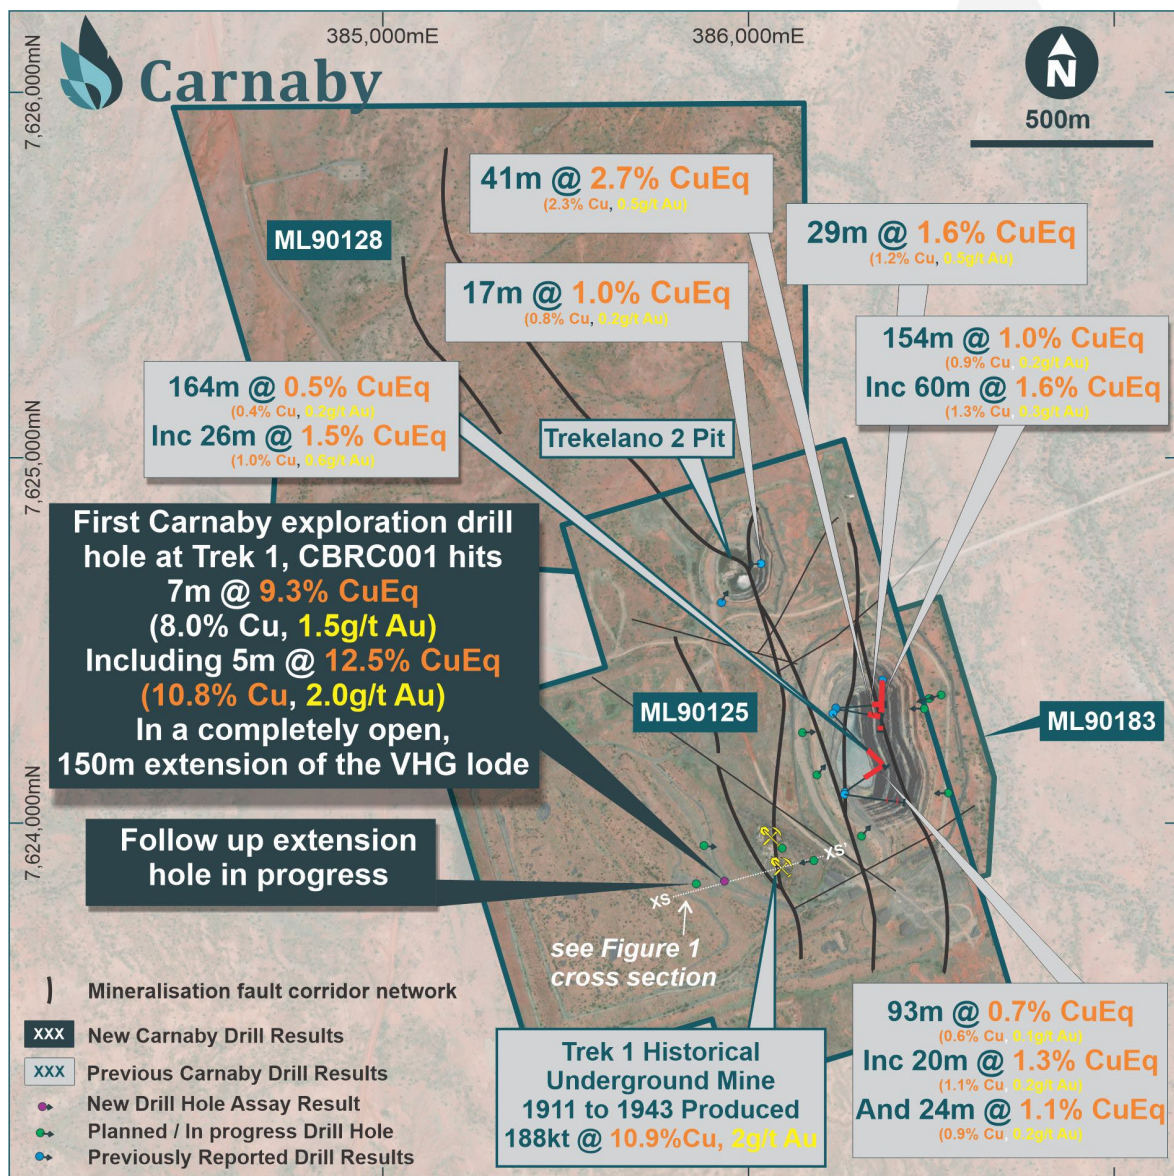 385,000mE
386,000mE
Carnaby
N
500m
7,626,000mN
7,625,000mN
7,624,000mN
41m @ 2.7% CuEq
(2.3% Cu, 0.5g/t Au)
ML90128
29m @ 1.6% CuEq
(1.2% Cu, 0.5g/t Au)
17m @ 1.0% CuEq
(0.8% Cu, 0.2g/t Au)
154m @ 1.0% CuEq
(0.9% Cu, 0.2g/t Au)
Inc 60m @ 1.6% CuEq
(1.3% Cu, 0.3g/t Au)
164m @ 0.5% CuEq
(0.4% Cu, 0.2g/t Au)
Inc 26m @ 1.5% CuEq
(1.0% Cu, 0.6g/t Au)
Trekelano 2 Pit
First Carnaby exploration drill
hole at Trek 1, CBRC001 hits
7m @ 9.3% CuEq
(8.0% Cu, 1.5g/t Au)
Including 5m @ 12.5% CuEq
(10.8% Cu, 2.0g/t Au)
In a completely open,
150m extension of the VHG lode
ML90125
ML90183
Follow up extension
hole in progress
XS
XS'
see Figure 1
cross section
Mineralisation fault corridor network
XXX New Carnaby Drill Results
XXX Previous Carnaby Drill Results
New Drill Hole Assay Result
Planned / In progress Drill Hole
Previously Reported Drill Results
Trek 1 Historical
Underground Mine
1911 to 1943 Produced
188kt @ 10.9%Cu, 2g/t Au
93m @ 0.7% CuEq
(0.6% Cu, 0.1g/t Au)
Inc 20m @ 1.3% CuEq
(1.1% Cu, 0.2g/t Au)
And 24m @ 1.1% CuEq
(0.9% Cu, 0.2g/t Au)